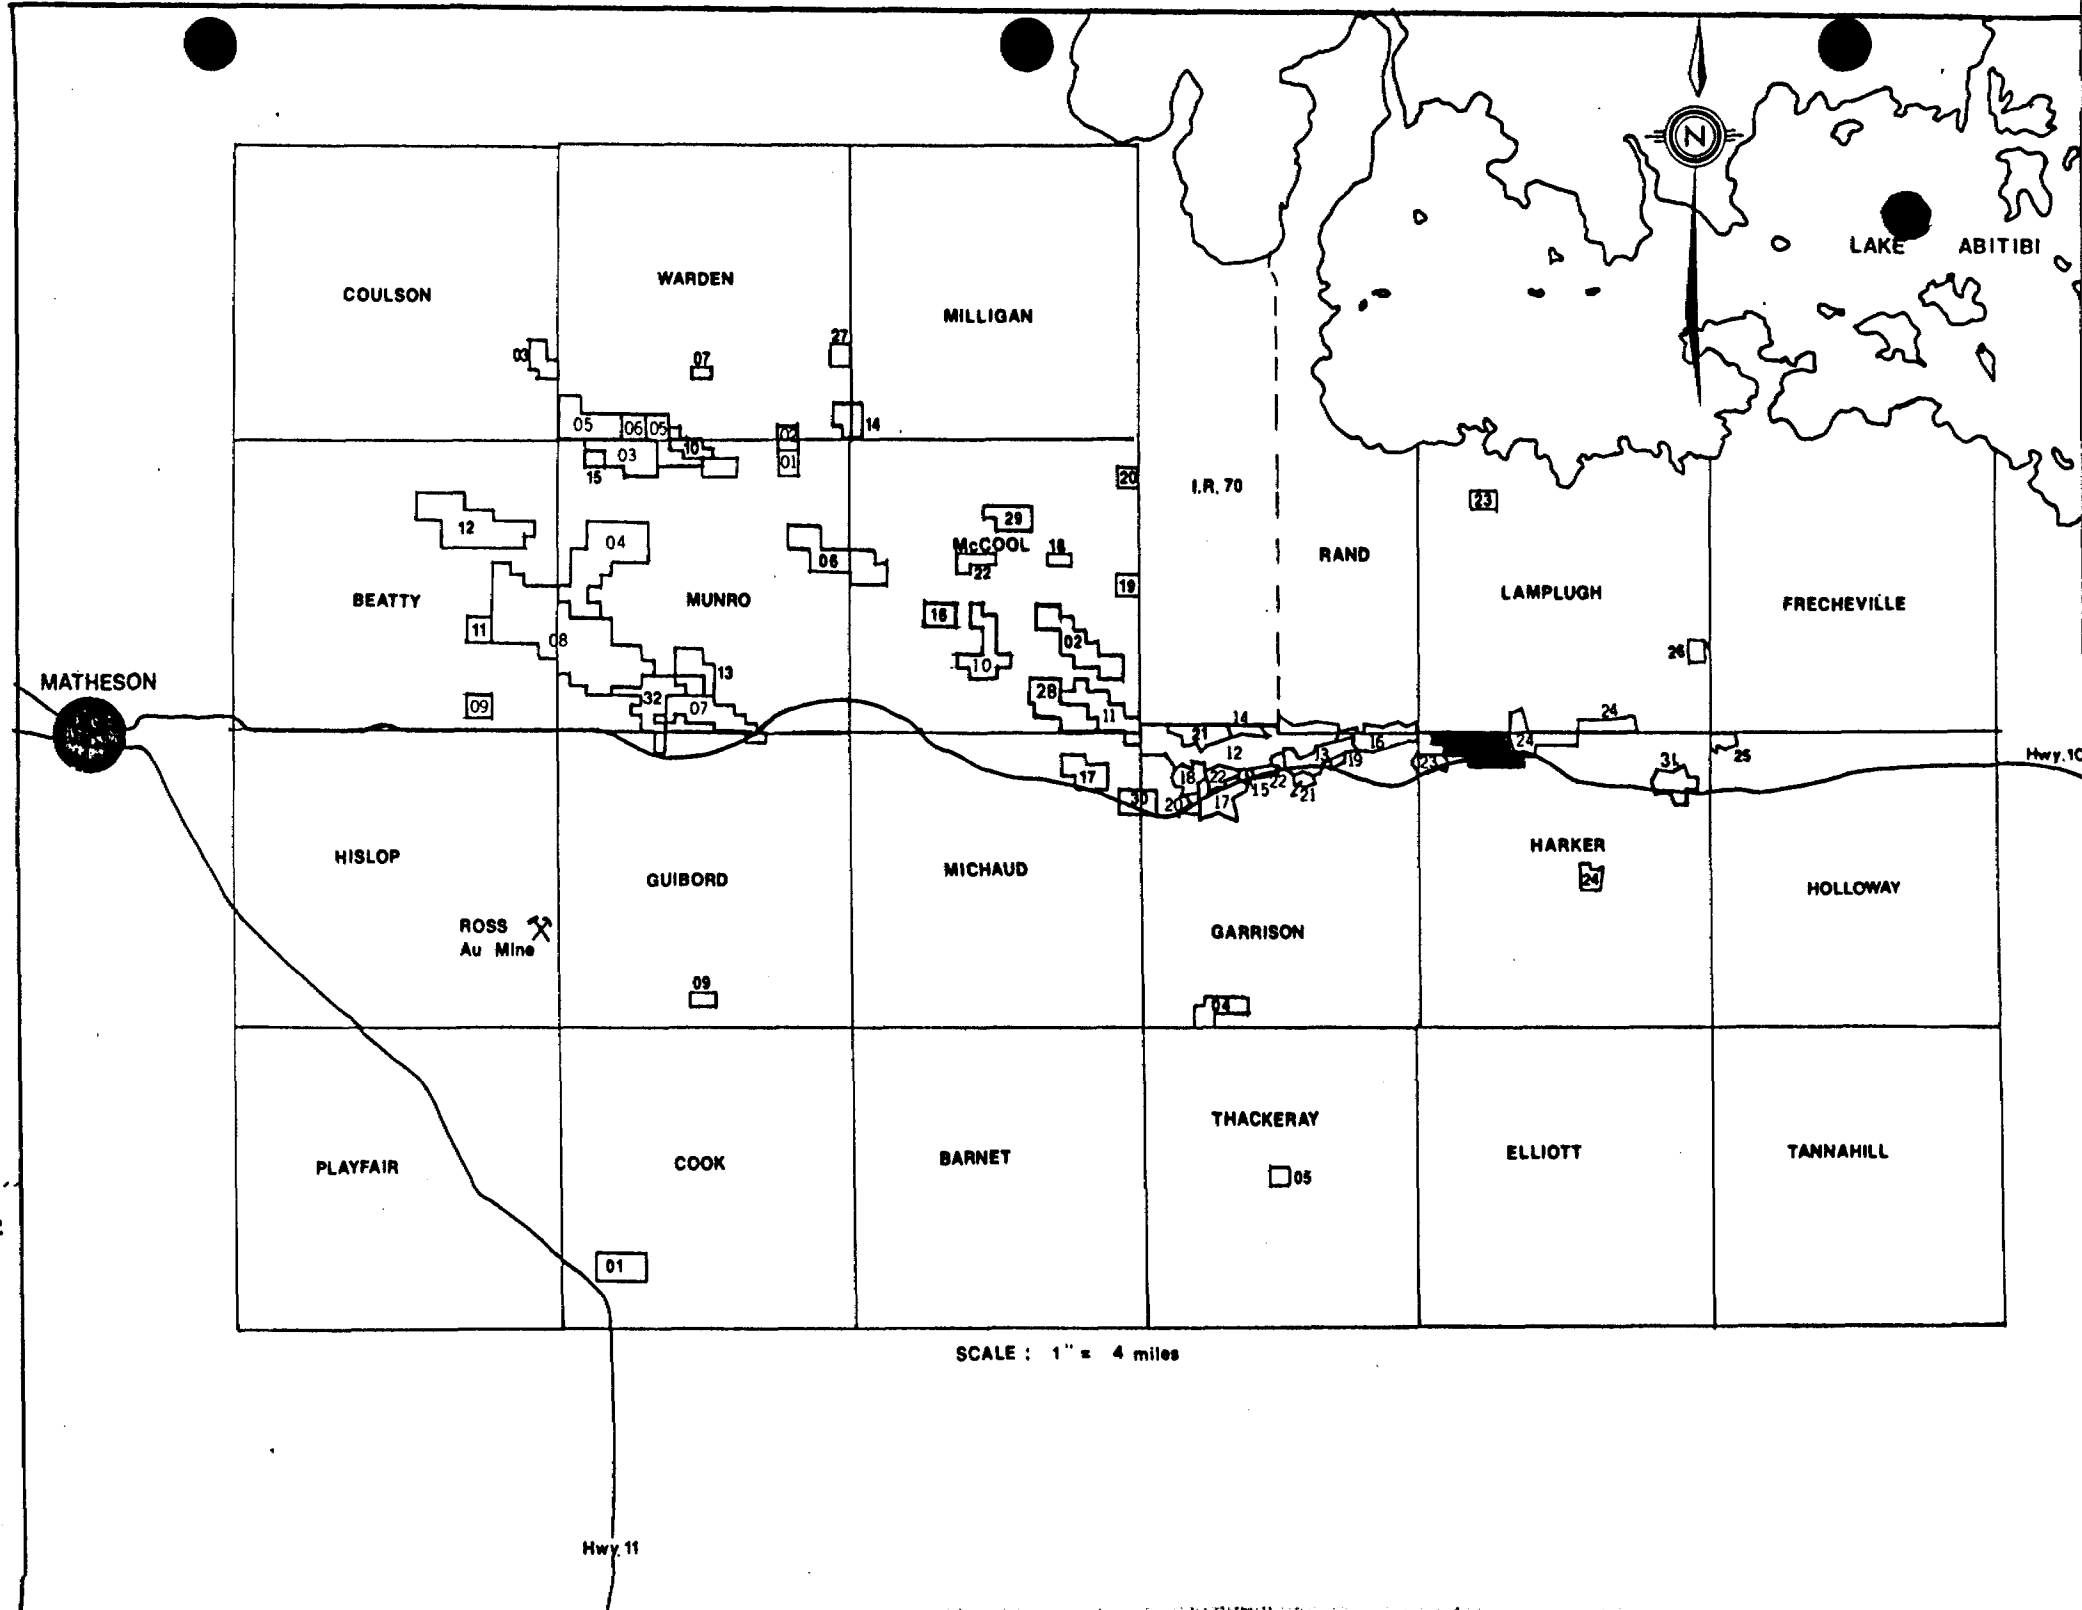 N
LAKE ABITIBI
COULSON
WARDEN
MILLIGAN
03
07
27
14
05
06
05
02
10
01
03
15
20
I.R. 70
23
12
04
29
McCOOL
18
22
06
19
RAND
LAMPLUGH
FRECHEVILLE
BEATTY
MUNRO
16
11
08
10
02
26
13
MATHESON
09
32
07
28
11
14
24
21
12
13
16
24
19
23
25
Hwy. 10
17
18
22
15
22
21
31
30
20
17
HISLOP
GUIBORD
MICHAUD
HARKER
24
HOLLOWAY
ROSS
Au Mine
GARRISON
09
04
PLAYFAIR
COOK
BARNET
THACKERAY
ELLIOTT
TANNAHILL
05
01
SCALE : 1" = 4 miles
Hwy. 11